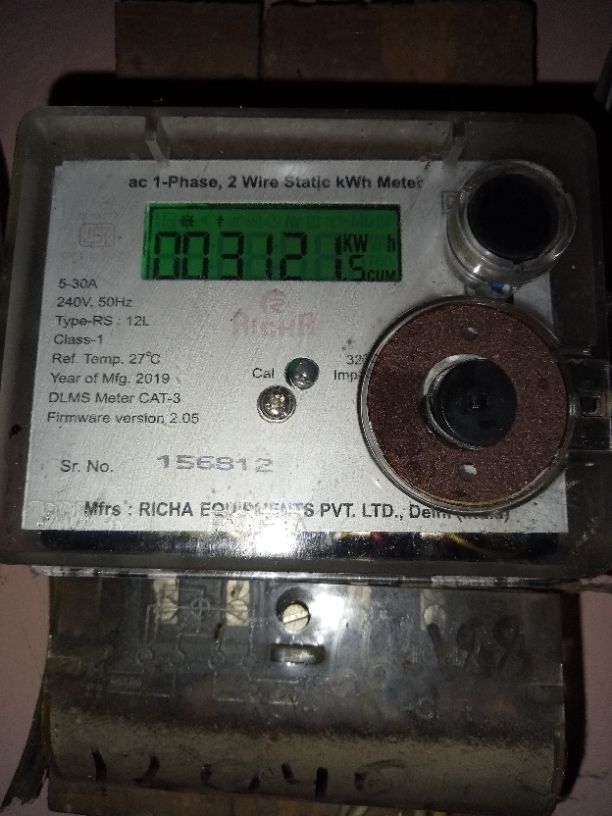 ac 1-Phase, 2 Wire Static kWh Meter
003121.5 KW h
CUM
5-30A
240V, 50Hz
Type-RS : 12L
Class-1
Ref. Temp. 27°C
Year of Mfg. 2019
DLMS Meter CAT-3
Firmware version 2.05
RICHA
Cal
Sr. No. 156812
Mfrs : RICHA EQUIPMENTS PVT. LTD., Delhi (India)
188